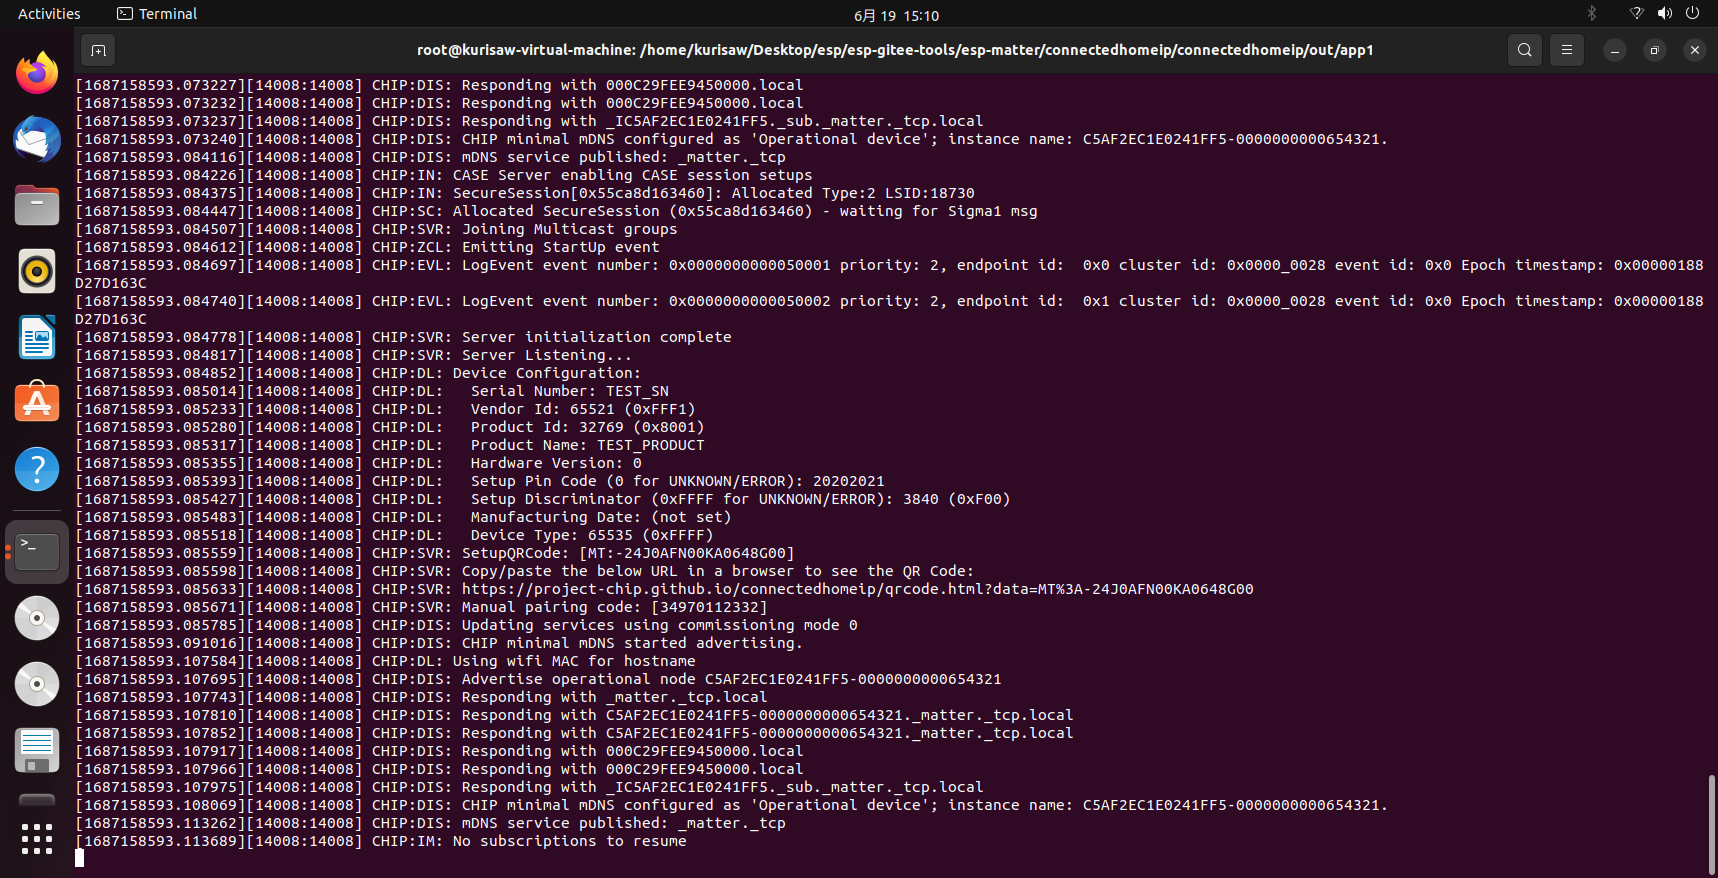 Activities
Terminal
6月 19 15:10
root@kurisaw-virtual-machine: /home/kurisaw/Desktop/esp/esp-gitee-tools/esp-matter/connectedhomeip/connectedhomeip/out/app1
[1687158593.073227][14008:14008] CHIP:DIS: Responding with 000C29FEE9450000.local
[1687158593.073232][14008:14008] CHIP:DIS: Responding with 000C29FEE9450000.local
[1687158593.073237][14008:14008] CHIP:DIS: Responding with _IC5AF2EC1E0241FF5._sub._matter._tcp.local
[1687158593.073240][14008:14008] CHIP:DIS: CHIP minimal mDNS configured as 'Operational device'; instance name: C5AF2EC1E0241FF5-0000000000654321.
[1687158593.084116][14008:14008] CHIP:DIS: mDNS service published: _matter._tcp
[1687158593.084226][14008:14008] CHIP:IN: CASE Server enabling CASE session setups
[1687158593.084375][14008:14008] CHIP:IN: SecureSession[0x55ca8d163460]: Allocated Type:2 LSID:18730
[1687158593.084447][14008:14008] CHIP:SC: Allocated SecureSession (0x55ca8d163460) - waiting for Sigma1 msg
[1687158593.084507][14008:14008] CHIP:SVR: Joining Multicast groups
[1687158593.084612][14008:14008] CHIP:ZCL: Emitting StartUp event
[1687158593.084697][14008:14008] CHIP:EVL: LogEvent event number: 0x0000000000050001 priority: 2, endpoint id:  0x0 cluster id: 0x0000_0028 event id: 0x0 Epoch timestamp: 0x00000188
D27D163C
[1687158593.084740][14008:14008] CHIP:EVL: LogEvent event number: 0x0000000000050002 priority: 2, endpoint id:  0x1 cluster id: 0x0000_0028 event id: 0x0 Epoch timestamp: 0x00000188
D27D163C
[1687158593.084778][14008:14008] CHIP:SVR: Server initialization complete
[1687158593.084817][14008:14008] CHIP:SVR: Server Listening...
[1687158593.084852][14008:14008] CHIP:DL: Device Configuration:
[1687158593.085014][14008:14008] CHIP:DL:   Serial Number: TEST_SN
[1687158593.085233][14008:14008] CHIP:DL:   Vendor Id: 65521 (0xFFF1)
[1687158593.085280][14008:14008] CHIP:DL:   Product Id: 32769 (0x8001)
[1687158593.085317][14008:14008] CHIP:DL:   Product Name: TEST_PRODUCT
[1687158593.085355][14008:14008] CHIP:DL:   Hardware Version: 0
[1687158593.085393][14008:14008] CHIP:DL:   Setup Pin Code (0 for UNKNOWN/ERROR): 20202021
[1687158593.085427][14008:14008] CHIP:DL:   Setup Discriminator (0xFFFF for UNKNOWN/ERROR): 3840 (0xF00)
[1687158593.085483][14008:14008] CHIP:DL:   Manufacturing Date: (not set)
[1687158593.085518][14008:14008] CHIP:DL:   Device Type: 65535 (0xFFFF)
[1687158593.085559][14008:14008] CHIP:SVR: SetupQRCode: [MT:-24J0AFN00KA0648G00]
[1687158593.085598][14008:14008] CHIP:SVR: Copy/paste the below URL in a browser to see the QR Code:
[1687158593.085633][14008:14008] CHIP:SVR: https://project-chip.github.io/connectedhomeip/qrcode.html?data=MT%3A-24J0AFN00KA0648G00
[1687158593.085671][14008:14008] CHIP:SVR: Manual pairing code: [34970112332]
[1687158593.085785][14008:14008] CHIP:DIS: Updating services using commissioning mode 0
[1687158593.091016][14008:14008] CHIP:DIS: CHIP minimal mDNS started advertising.
[1687158593.107584][14008:14008] CHIP:DL: Using wifi MAC for hostname
[1687158593.107695][14008:14008] CHIP:DIS: Advertise operational node C5AF2EC1E0241FF5-0000000000654321
[1687158593.107743][14008:14008] CHIP:DIS: Responding with _matter._tcp.local
[1687158593.107810][14008:14008] CHIP:DIS: Responding with C5AF2EC1E0241FF5-0000000000654321._matter._tcp.local
[1687158593.107852][14008:14008] CHIP:DIS: Responding with C5AF2EC1E0241FF5-0000000000654321._matter._tcp.local
[1687158593.107917][14008:14008] CHIP:DIS: Responding with 000C29FEE9450000.local
[1687158593.107966][14008:14008] CHIP:DIS: Responding with 000C29FEE9450000.local
[1687158593.107975][14008:14008] CHIP:DIS: Responding with _IC5AF2EC1E0241FF5._sub._matter._tcp.local
[1687158593.108069][14008:14008] CHIP:DIS: CHIP minimal mDNS configured as 'Operational device'; instance name: C5AF2EC1E0241FF5-0000000000654321.
[1687158593.113262][14008:14008] CHIP:DIS: mDNS service published: _matter._tcp
[1687158593.113689][14008:14008] CHIP:IM: No subscriptions to resume